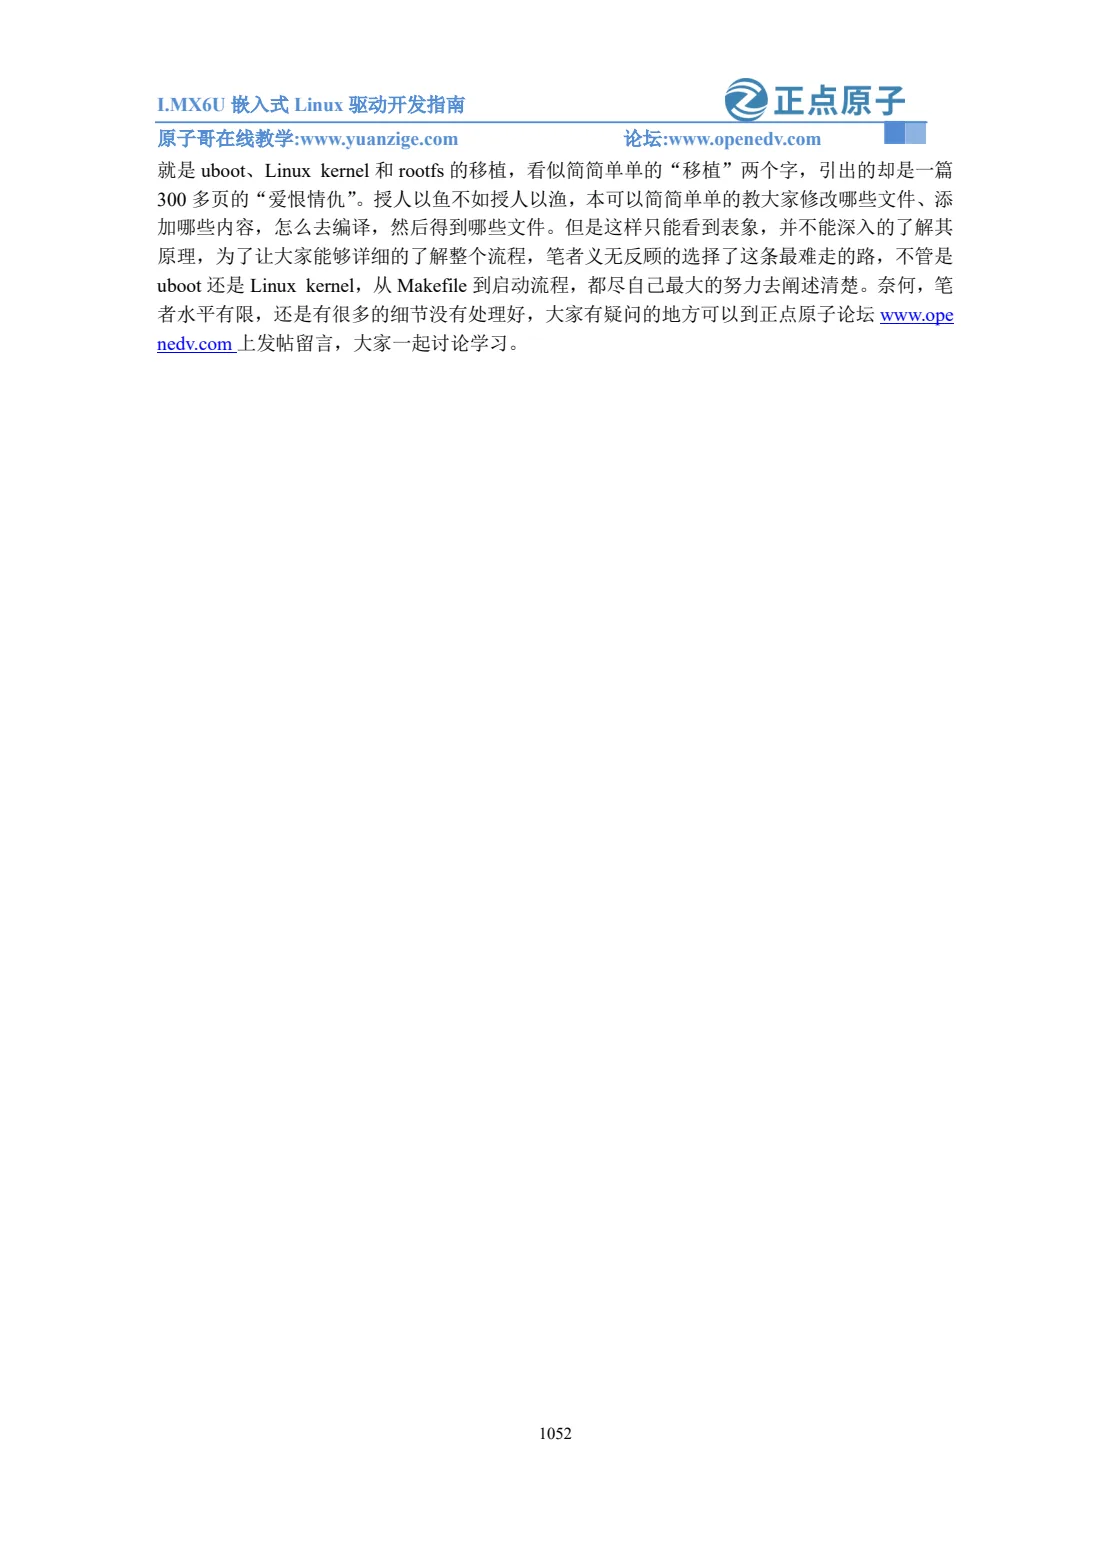 I.MX6U 嵌入式 Linux 驱动开发指南
正点原子
原子哥在线教学:www.yuanzige.com 论坛:www.openedv.com
就是 uboot、Linux kernel 和 rootfs 的移植，看似简简单单的“移植”两个字，引出的却是一篇
300 多页的“爱恨情仇”。授人以鱼不如授人以渔，本可以简简单单的教大家修改哪些文件、添
加哪些内容，怎么去编译，然后得到哪些文件。但是这样只能看到表象，并不能深入的了解其
原理，为了让大家能够详细的了解整个流程，笔者义无反顾的选择了这条最难走的路，不管是
uboot 还是 Linux kernel，从 Makefile 到启动流程，都尽自己最大的努力去阐述清楚。奈何，笔
者水平有限，还是有很多的细节没有处理好，大家有疑问的地方可以到正点原子论坛 www.ope
nedv.com 上发帖留言，大家一起讨论学习。
1052